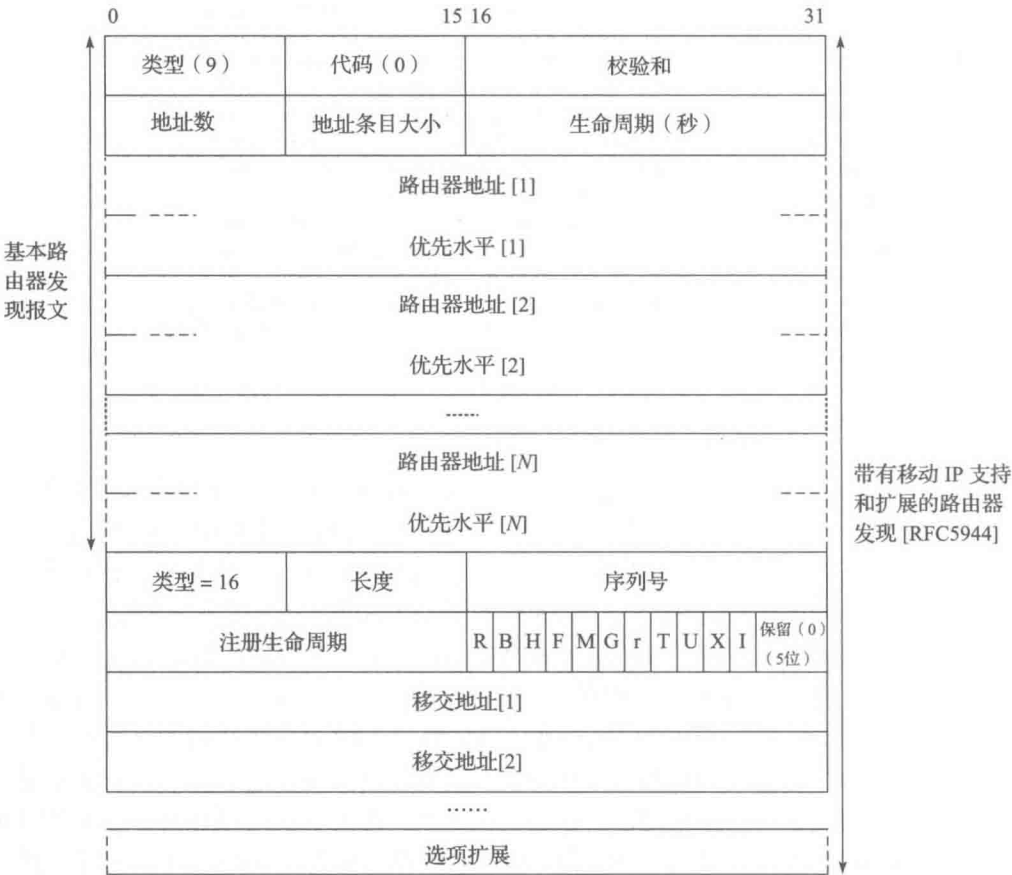 0 15 16 31
类型（9） 代码（0） 校验和
地址数 地址条目大小 生命周期（秒）
路由器地址 [1]
优先水平 [1]
路由器地址 [2]
优先水平 [2]
......
路由器地址 [N]
优先水平 [N]
基本路
由器发
现报文
类型 = 16 长度 序列号
注册生命周期 R B H F M G r T U X I 保留（0）
（5位）
移交地址[1]
移交地址[2]
......
选项扩展
带有移动 IP 支持
和扩展的路由器
发现 [RFC5944]